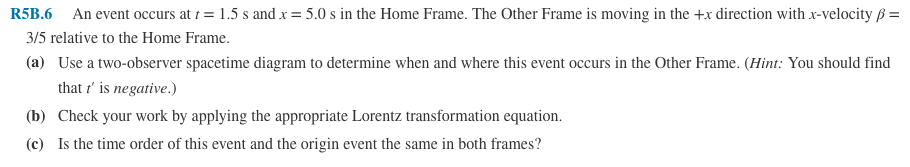 R5B.6 An event occurs at t = 1.5 s and x = 5.0 s in the Home Frame. The Other Frame is moving in the +x direction with x-velocity β =
3/5 relative to the Home Frame.
(a) Use a two-observer spacetime diagram to determine when and where this event occurs in the Other Frame. (Hint: You should find
that t′ is negative.)
(b) Check your work by applying the appropriate Lorentz transformation equation.
(c) Is the time order of this event and the origin event the same in both frames?